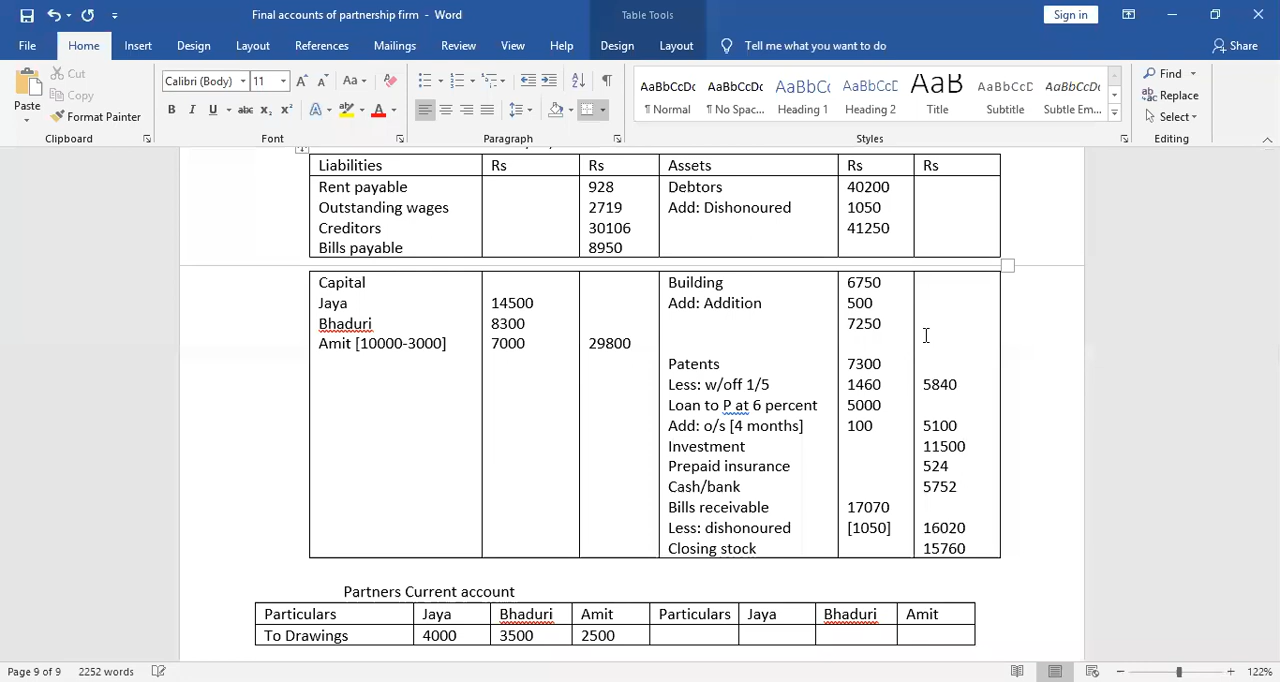 Final accounts of partnership firm - Word
Table Tools
Sign in
File Home Insert Design Layout References Mailings Review View Help Design Layout Tell me what you want to do Share
Paste
Cut
Copy
Format Painter
Clipboard
Calibri (Body) 11
Font
Paragraph
AaBbCcDc AaBbCcDc AaBbCc AaBbCcD AaB AaBbCcD AaBbCcDc
¶ Normal ¶ No Spac... Heading 1 Heading 2 Title Subtitle Subtle Em...
Styles
Find
Replace
Select
Editing
Liabilities Rs Rs Assets Rs Rs
Rent payable 928 Debtors 40200
Outstanding wages 2719 Add: Dishonoured 1050
Creditors 30106 41250
Bills payable 8950
Capital Building 6750
Jaya 14500 Add: Addition 500
Bhaduri 8300 7250
Amit [10000-3000] 7000 29800
Patents 7300
Less: w/off 1/5 1460 5840
Loan to P at 6 percent 5000
Add: o/s [4 months] 100 5100
Investment 11500
Prepaid insurance 524
Cash/bank 5752
Bills receivable 17070
Less: dishonoured [1050] 16020
Closing stock 15760
Partners Current account
Particulars Jaya Bhaduri Amit Particulars Jaya Bhaduri Amit
To Drawings 4000 3500 2500
Page 9 of 9 2252 words 122%